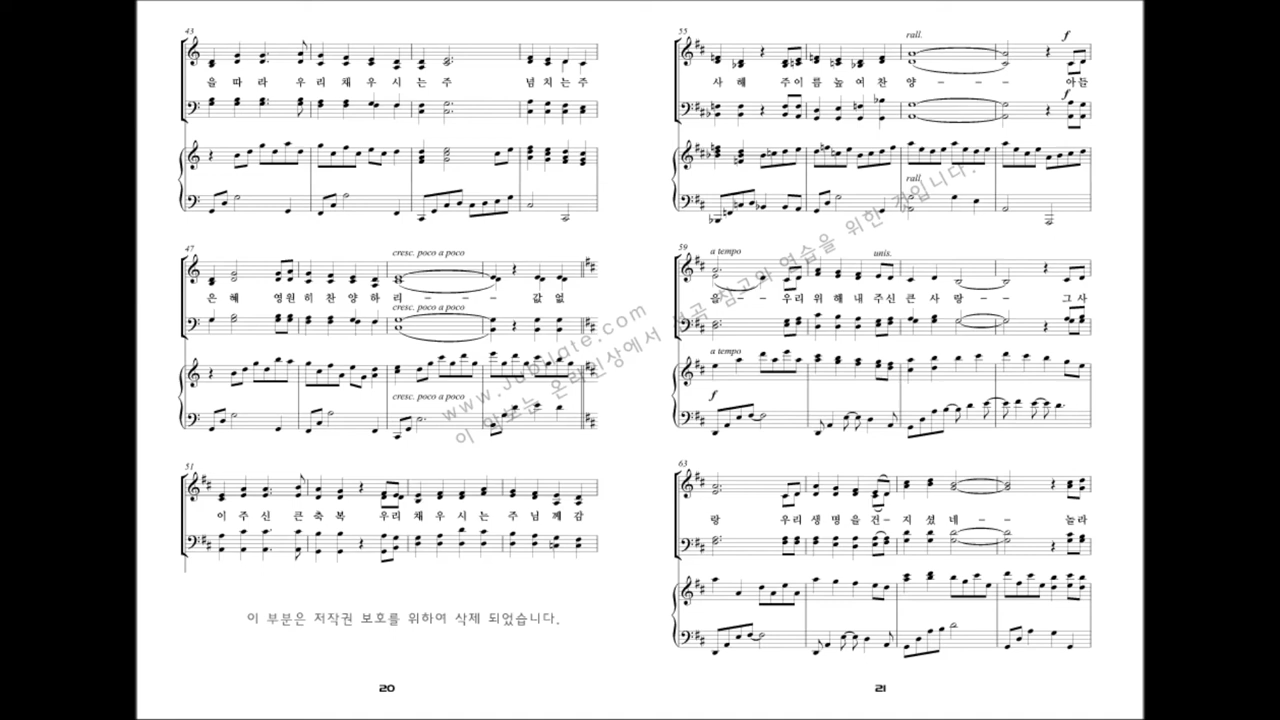 43
을 따 라 우 리 채 우 시 는 주 넘 치 는 주
47
cresc. poco a poco
은 혜 영 원 히 찬 양 하 리 - - - - 값 없
cresc. poco a poco
cresc. poco a poco
51
이 주 신 큰 축 복 우 리 채 우 시 는 주 님 께 감
이 부분은 저작권 보호를 위하여 삭제 되었습니다.
20
55
rall.
f
사 해 주 이 름 높 여 찬 양 - - - - 아 들
f
rall.
59
a tempo
unis.
을 - - 우 리 위 해 내 주 신 큰 사 랑 - - 그 사
a tempo
f
63
랑 우 리 생 명 을 건 - 지 셨 네 - - 놀 라
21
www.Jubilate.com
이 악보는 온라인상에서 선곡 참고와 연습을 위한 것입니다.